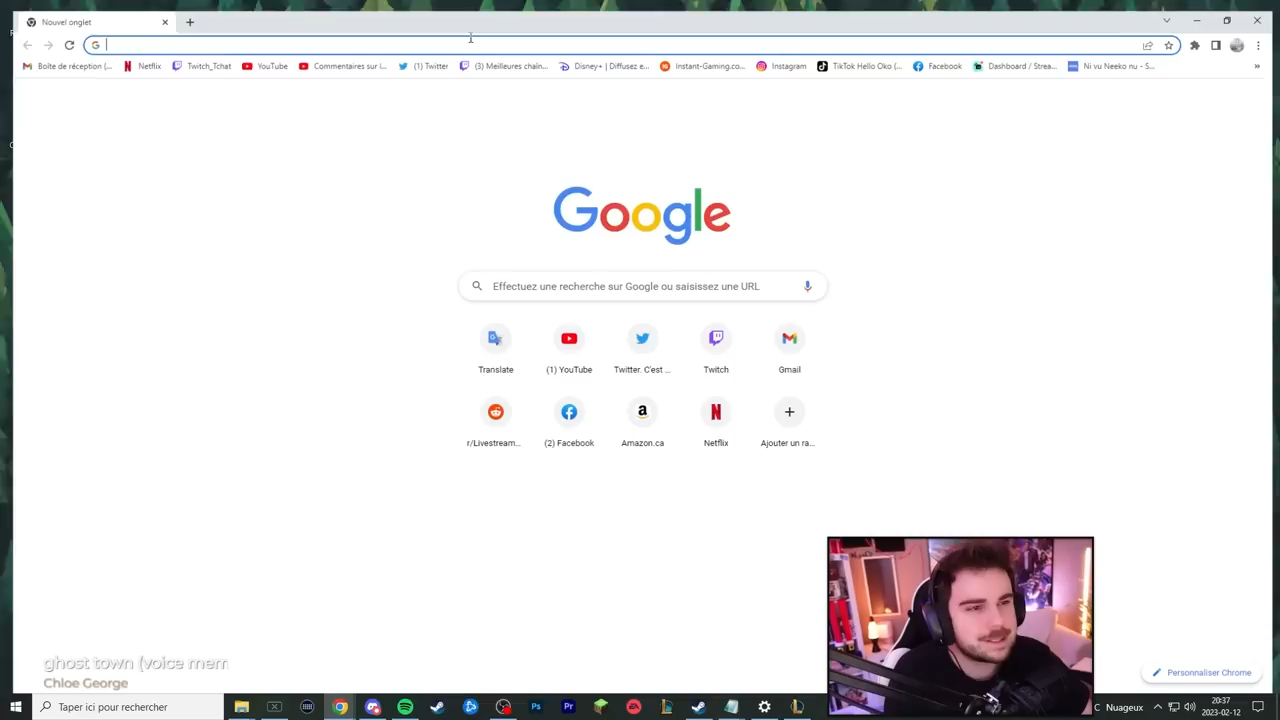 Nouvel onglet
Boîte de réception (...
Netflix
Twitch_Tchat
YouTube
Commentaires sur l...
(1) Twitter
(3) Meilleures chaîn...
Disney+ | Diffusez e...
Instant-Gaming.co...
Instagram
TikTok Hello Oko (...
Facebook
Dashboard / Strea...
Ni vu Neeko nu - S...
»
Google
Effectuez une recherche sur Google ou saisissez une URL
Translate
(1) YouTube
Twitter. C'est ...
Twitch
Gmail
r/Livestream...
(2) Facebook
Amazon.ca
Netflix
Ajouter un ra...
ghost town (voice mem
Chloe George
Personnaliser Chrome
Taper ici pour rechercher
C Nuageux
20:37
2023-02-12